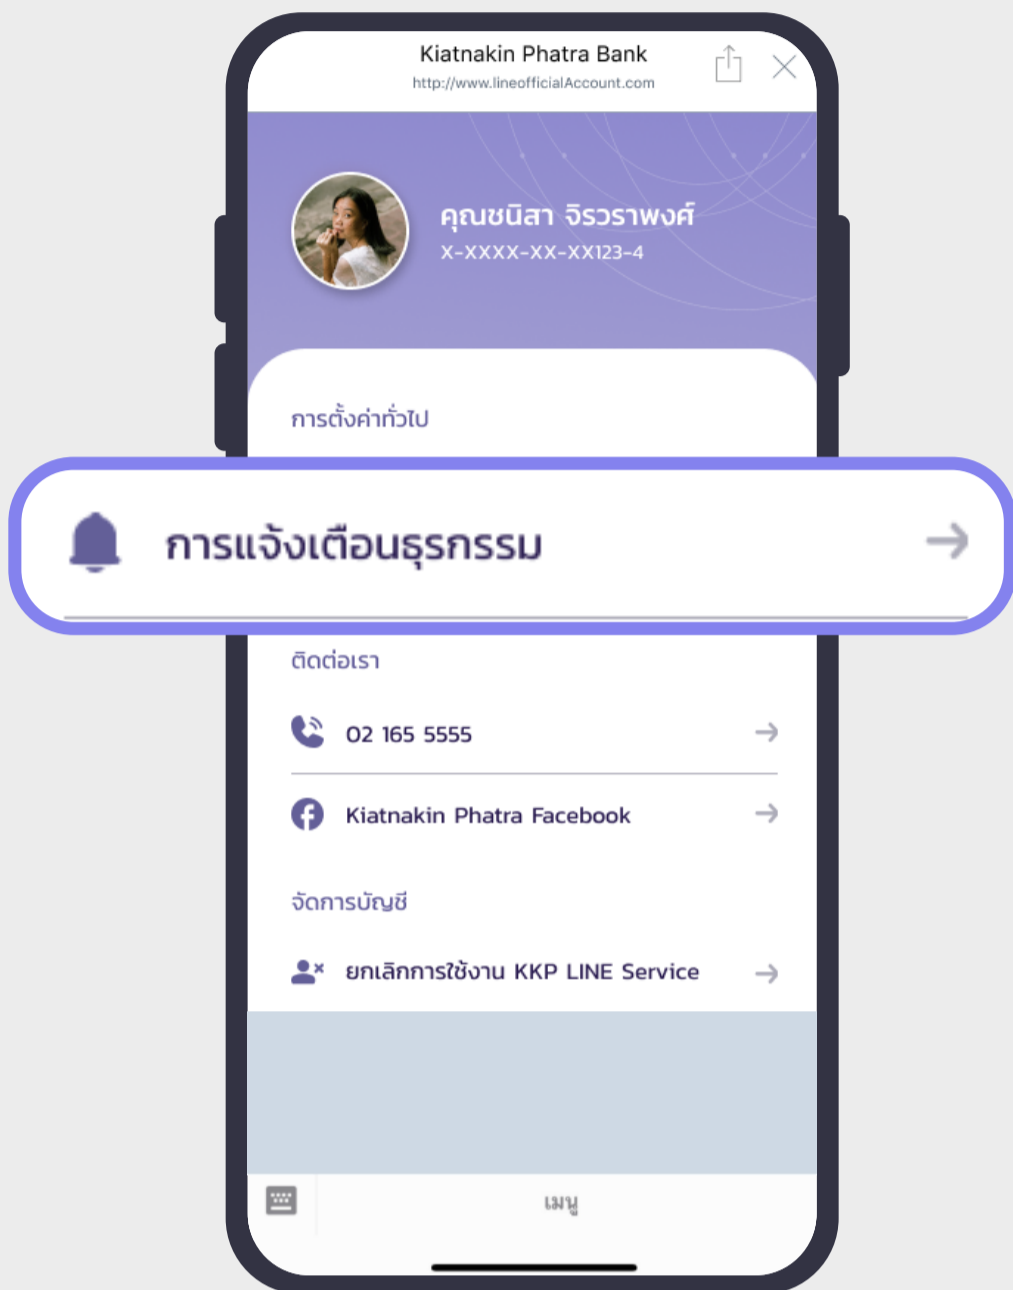 Kiatnakin Phatra Bank
http://www.lineofficialAccount.com
คุณชนิสา จิรวราพงศ์
X-XXXX-XX-XX123-4
การตั้งค่าทั่วไป
การแจ้งเตือนธุรกรรม
ติดต่อเรา
02 165 5555
Kiatnakin Phatra Facebook
จัดการบัญชี
ยกเลิกการใช้งาน KKP LINE Service
เมนู